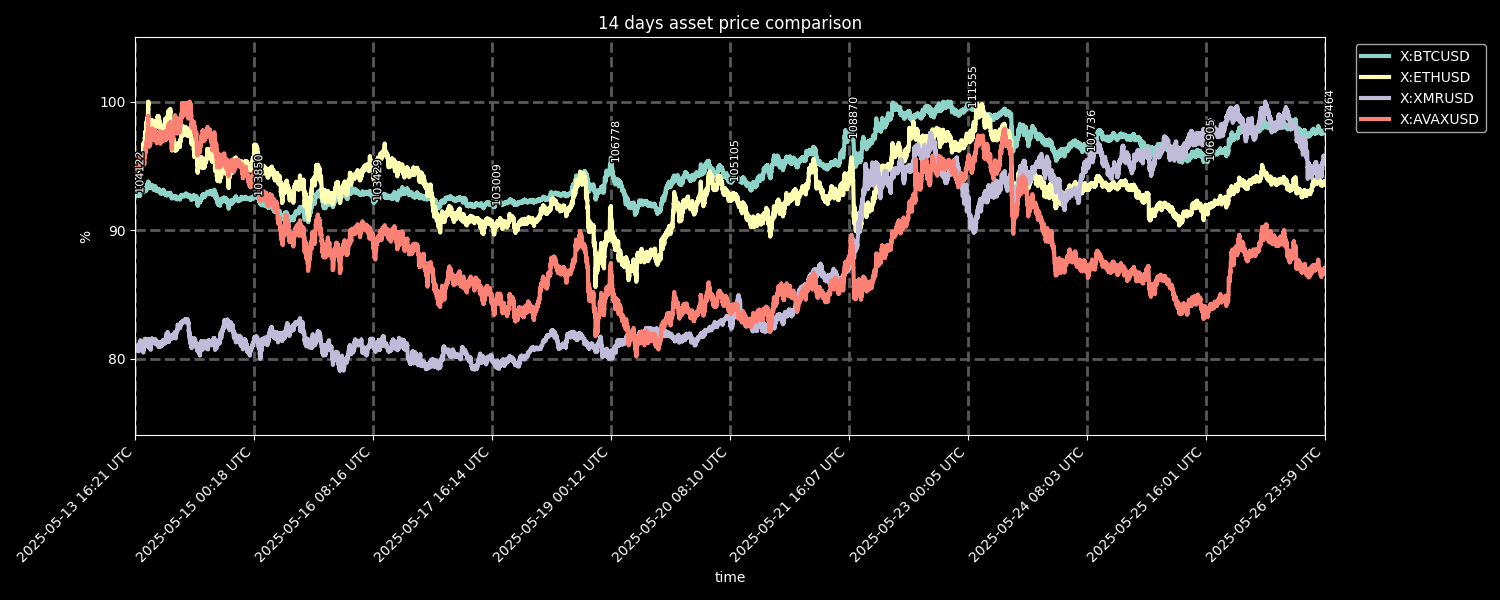 14 days asset price comparison
X:BTCUSD
X:ETHUSD
X:XMRUSD
X:AVAXUSD
100
90
80
%
104122
103850
103429
103009
106778
105105
108870
111555
107736
106905
109464
2025-05-13 16:21 UTC
2025-05-15 00:18 UTC
2025-05-16 08:16 UTC
2025-05-17 16:14 UTC
2025-05-19 00:12 UTC
2025-05-20 08:10 UTC
2025-05-21 16:07 UTC
2025-05-23 00:05 UTC
2025-05-24 08:03 UTC
2025-05-25 16:01 UTC
2025-05-26 23:59 UTC
time